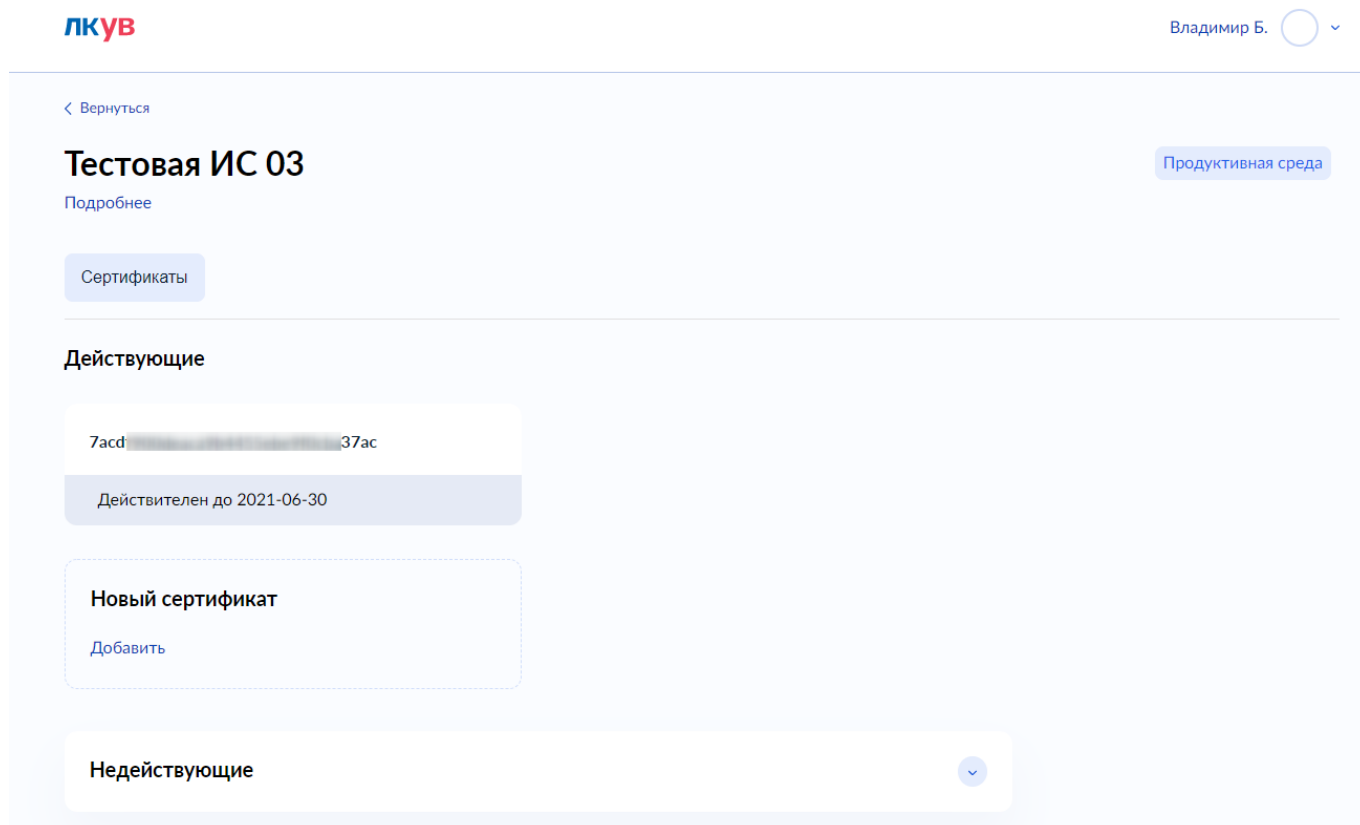 ЛКУВ
Владимир Б.
Вернуться
Тестовая ИС 03
Продуктивная среда
Подробнее
Сертификаты
Действующие
7acd 37ac
Действителен до 2021-06-30
Новый сертификат
Добавить
Недействующие